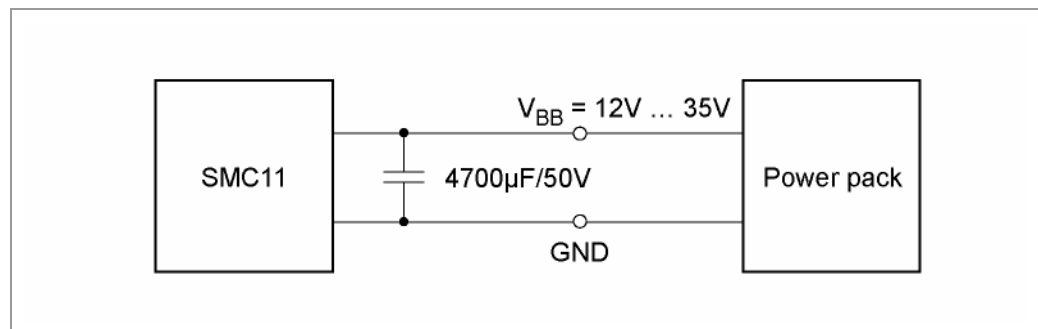 V_BB = 12V ... 35V
SMC11
4700µF/50V
Power pack
GND